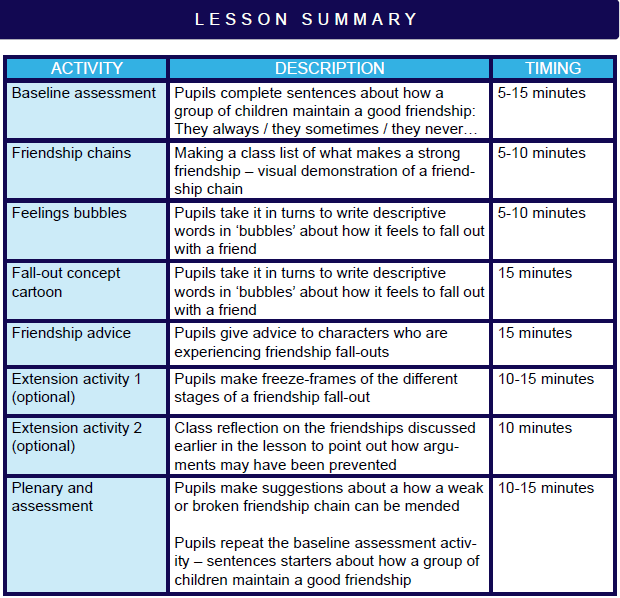 LESSON SUMMARY
ACTIVITY DESCRIPTION TIMING
Baseline assessment
Pupils complete sentences about how a
group of children maintain a good friendship:
They always / they sometimes / they never…
5-15 minutes
Friendship chains
Making a class list of what makes a strong
friendship – visual demonstration of a friend-
ship chain
5-10 minutes
Feelings bubbles
Pupils take it in turns to write descriptive
words in ‘bubbles’ about how it feels to fall out
with a friend
5-10 minutes
Fall-out concept
cartoon
Pupils take it in turns to write descriptive
words in ‘bubbles’ about how it feels to fall out
with a friend
15 minutes
Friendship advice
Pupils give advice to characters who are
experiencing friendship fall-outs
15 minutes
Extension activity 1
(optional)
Pupils make freeze-frames of the different
stages of a friendship fall-out
10-15 minutes
Extension activity 2
(optional)
Class reflection on the friendships discussed
earlier in the lesson to point out how argu-
ments may have been prevented
10 minutes
Plenary and
assessment
Pupils make suggestions about a how a weak
or broken friendship chain can be mended
Pupils repeat the baseline assessment activ-
ity – sentences starters about how a group of
children maintain a good friendship
10-15 minutes